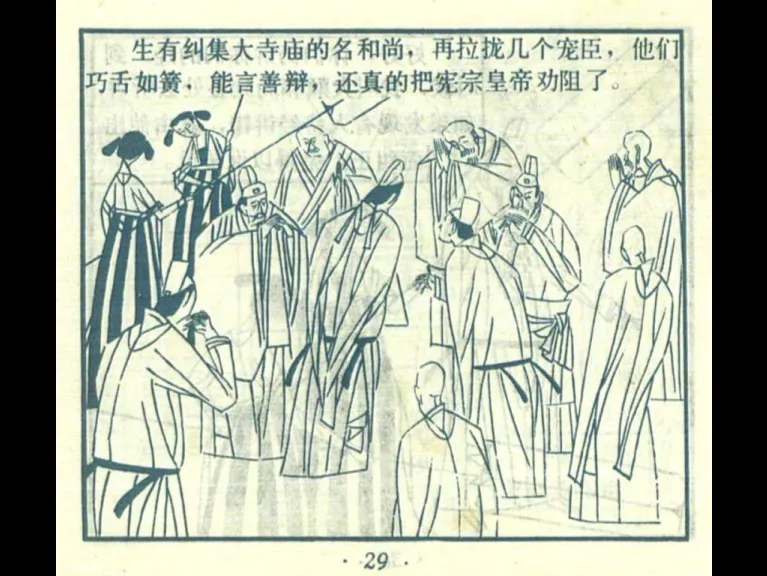 生有纠集大寺庙的名和尚，再拉拢几个宠臣，他们
巧舌如簧，能言善辩，还真的把宪宗皇帝劝阻了。
· 29 ·